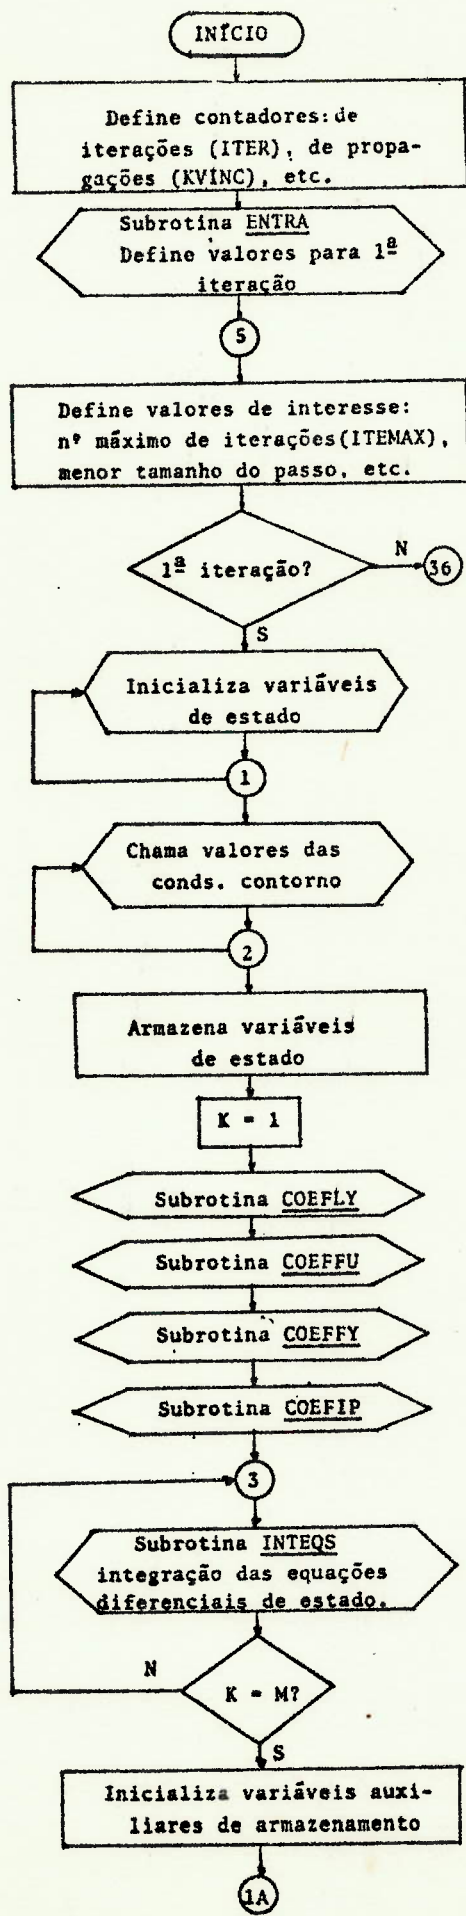 INÍCIO
Define contadores: de
iterações (ITER), de propa-
gações (KVINC), etc.
Subrotina ENTRA
Define valores para 1ª
iteração
5
Define valores de interesse:
nº máximo de iterações(ITEMAX),
menor tamanho do passo, etc.
1ª iteração?
N
36
S
Inicializa variáveis
de estado
1
Chama valores das
conds. contorno
2
Armazena variáveis
de estado
K = 1
Subrotina COEFLY
Subrotina COEFFU
Subrotina COEFFY
Subrotina COEFIP
3
Subrotina INTEQS
integração das equações
diferenciais de estado.
N
K = M?
S
Inicializa variáveis auxi-
liares de armazenamento
1A